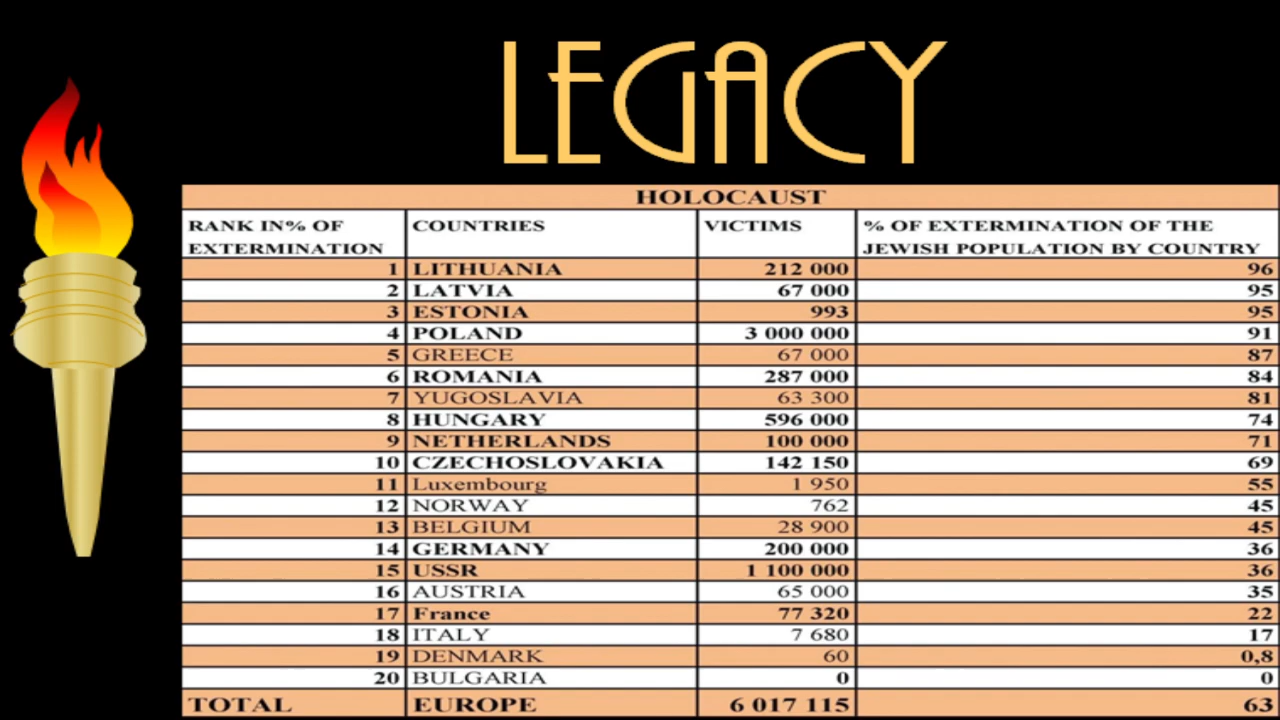 LEGACY
HOLOCAUST
RANK IN% OF EXTERMINATION COUNTRIES VICTIMS % OF EXTERMINATION OF THE JEWISH POPULATION BY COUNTRY
1 LITHUANIA 212 000 96
2 LATVIA 67 000 95
3 ESTONIA 993 95
4 POLAND 3 000 000 91
5 GREECE 67 000 87
6 ROMANIA 287 000 84
7 YUGOSLAVIA 63 300 81
8 HUNGARY 596 000 74
9 NETHERLANDS 100 000 71
10 CZECHOSLOVAKIA 142 150 69
11 Luxembourg 1 950 55
12 NORWAY 762 45
13 BELGIUM 28 900 45
14 GERMANY 200 000 36
15 USSR 1 100 000 36
16 AUSTRIA 65 000 35
17 France 77 320 22
18 ITALY 7 680 17
19 DENMARK 60 0,8
20 BULGARIA 0 0
TOTAL EUROPE 6 017 115 63